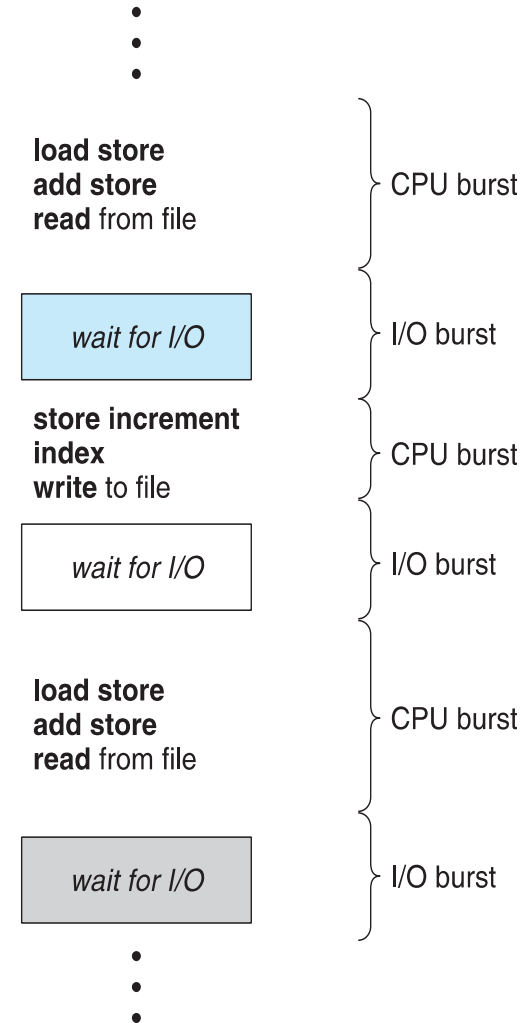 load store
add store
read from file
CPU burst
wait for I/O
I/O burst
store increment
index
write to file
CPU burst
wait for I/O
I/O burst
load store
add store
read from file
CPU burst
wait for I/O
I/O burst